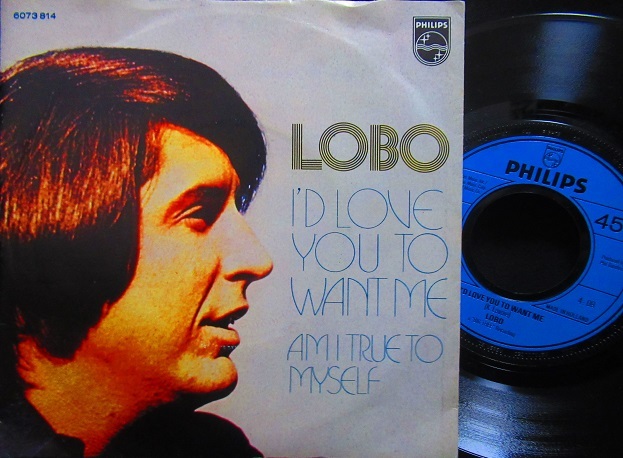 6073 814
PHILIPS
LOBO
I'D LOVE
YOU TO
WANT ME
AM I TRUE TO
MYSELF
PHILIPS
45
I'D LOVE YOU TO WANT ME
LOBO